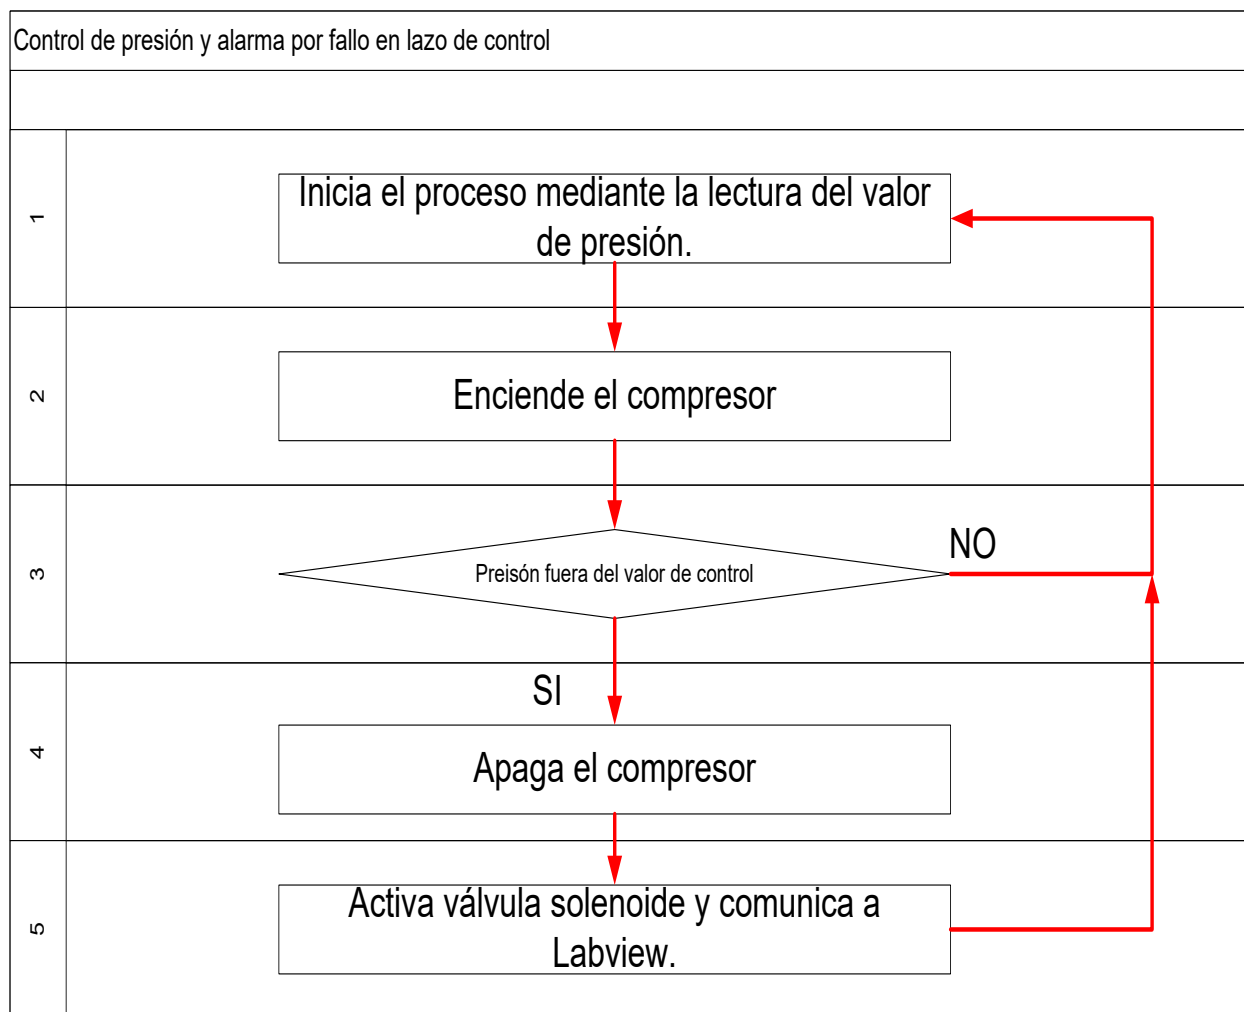 Control de presión y alarma por fallo en lazo de control
1
Inicia el proceso mediante la lectura del valor
de presión.
2
Enciende el compresor
3
Preisón fuera del valor de control
NO
SI
4
Apaga el compresor
5
Activa válvula solenoide y comunica a
Labview.